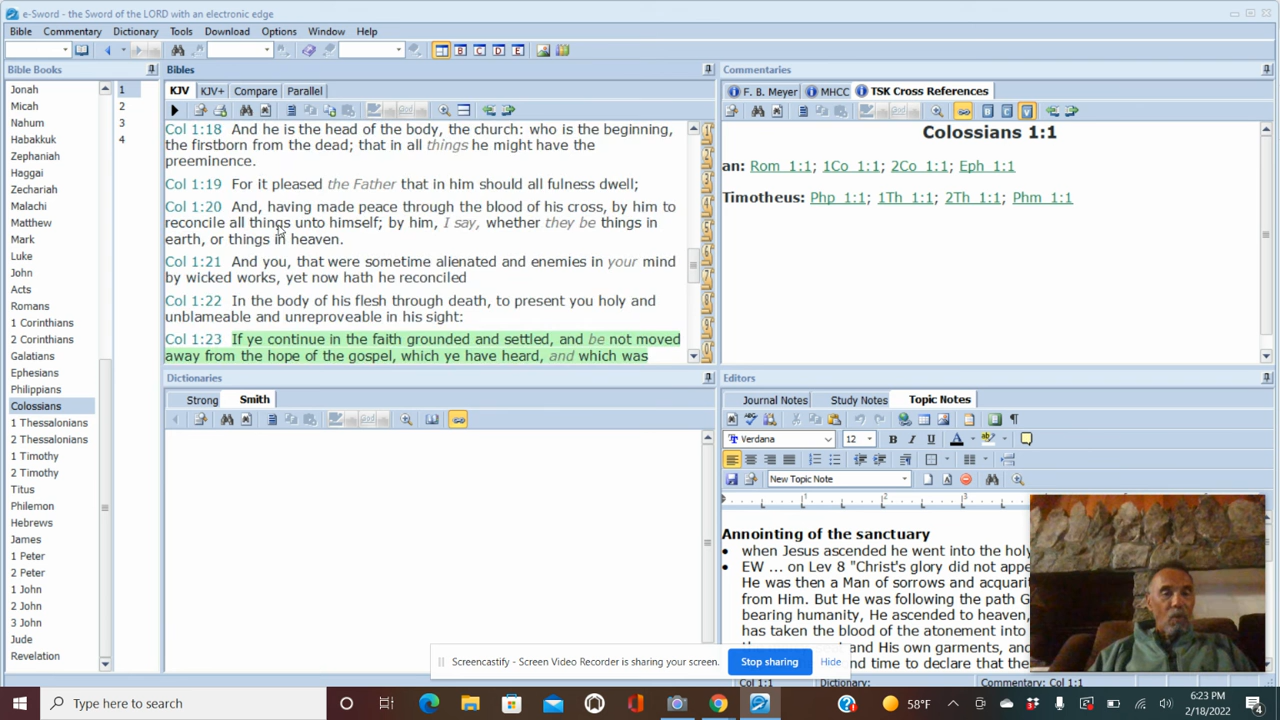 e-Sword - the Sword of the LORD with an electronic edge
Bible Commentary Dictionary Tools Download Options Window Help
B C D E
Bible Books
Jonah
Micah
Nahum
Habakkuk
Zephaniah
Haggai
Zechariah
Malachi
Matthew
Mark
Luke
John
Acts
Romans
1 Corinthians
2 Corinthians
Galatians
Ephesians
Philippians
Colossians
1 Thessalonians
2 Thessalonians
1 Timothy
2 Timothy
Titus
Philemon
Hebrews
James
1 Peter
2 Peter
1 John
2 John
3 John
Jude
Revelation
1
2
3
4
Bibles
KJV KJV+ Compare Parallel
Col 1:18 And he is the head of the body, the church: who is the beginning,
the firstborn from the dead; that in all things he might have the
preeminence.
Col 1:19 For it pleased the Father that in him should all fulness dwell;
Col 1:20 And, having made peace through the blood of his cross, by him to
reconcile all things unto himself; by him, I say, whether they be things in
earth, or things in heaven.
Col 1:21 And you, that were sometime alienated and enemies in your mind
by wicked works, yet now hath he reconciled
Col 1:22 In the body of his flesh through death, to present you holy and
unblameable and unreproveable in his sight:
Col 1:23 If ye continue in the faith grounded and settled, and be not moved
away from the hope of the gospel, which ye have heard, and which was
Commentaries
F. B. Meyer MHCC TSK Cross References
Colossians 1:1
an: Rom 1:1; 1Co 1:1; 2Co 1:1; Eph 1:1
Timotheus: Php 1:1; 1Th 1:1; 2Th 1:1; Phm 1:1
Dictionaries
Strong Smith
Editors
Journal Notes Study Notes Topic Notes
Verdana 12 B I U A
New Topic Note
1 2 3
Annointing of the sanctuary
• when Jesus ascended he went into the holy
• EW ... on Lev 8 "Christ's glory did not appe
He was then a Man of sorrows and acquaint
from Him. But He was following the path G
bearing humanity, He ascended to heaven,
has taken the blood of the atonement into
and His own garments, and
nd time to declare that the
Screencastify - Screen Video Recorder is sharing your screen. Stop sharing Hide
Col 1:1 Dictionary: Commentary: Col 1:1
Type here to search
58°F
6:23 PM
2/18/2022
4